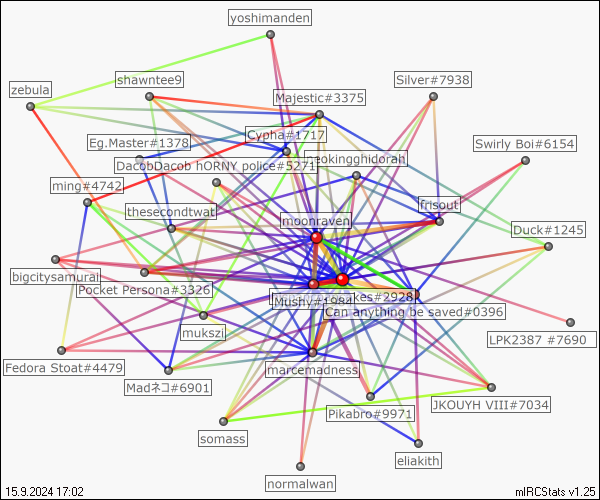 yoshimanden
shawntee9
Silver#7938
zebula
Majestic#3375
Cypha#1717
Eg.Master#1378
Swirly Boi#6154
neokingghidorah
DacobDacob hORNY police#5271
ming#4742
thesecondtwat
frisout
moonraven
Duck#1245
bigcitysamurai
Pocket Persona#3326
kes#2928
Mushy#1984
Can anything be saved#0396
mukszi
LPK2387 #7690
Fedora Stoat#4479
marcemadness
Madネコ#6901
JKOUYH VIII#7034
Pikabro#9971
somass
eliakith
normalwan
15.9.2024 17:02
mIRCStats v1.25